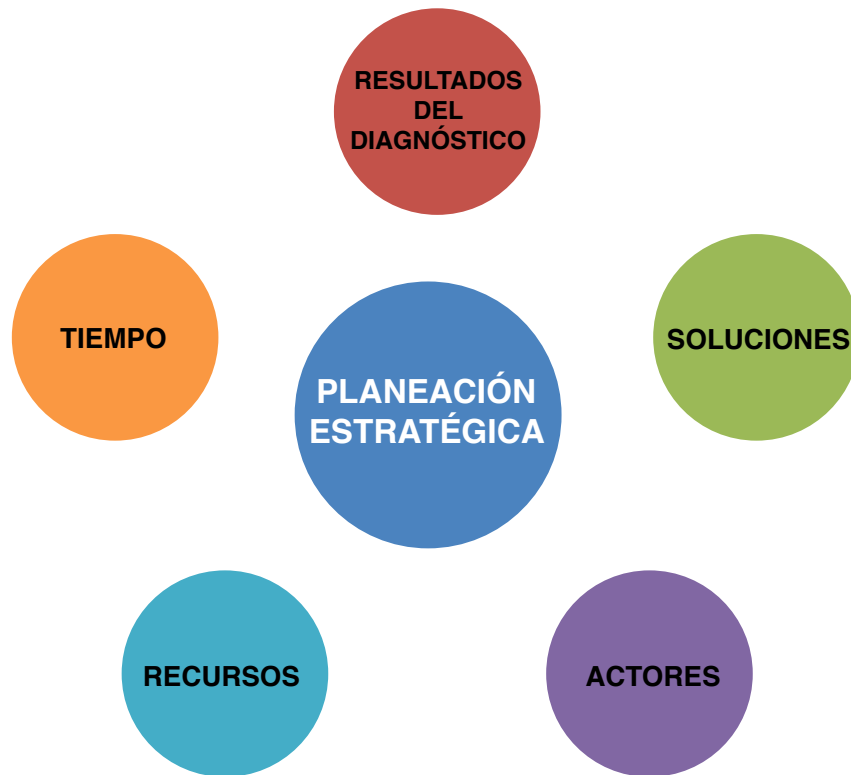 RESULTADOS
DEL
DIAGNÓSTICO
TIEMPO
SOLUCIONES
PLANEACIÓN
ESTRATÉGICA
RECURSOS
ACTORES